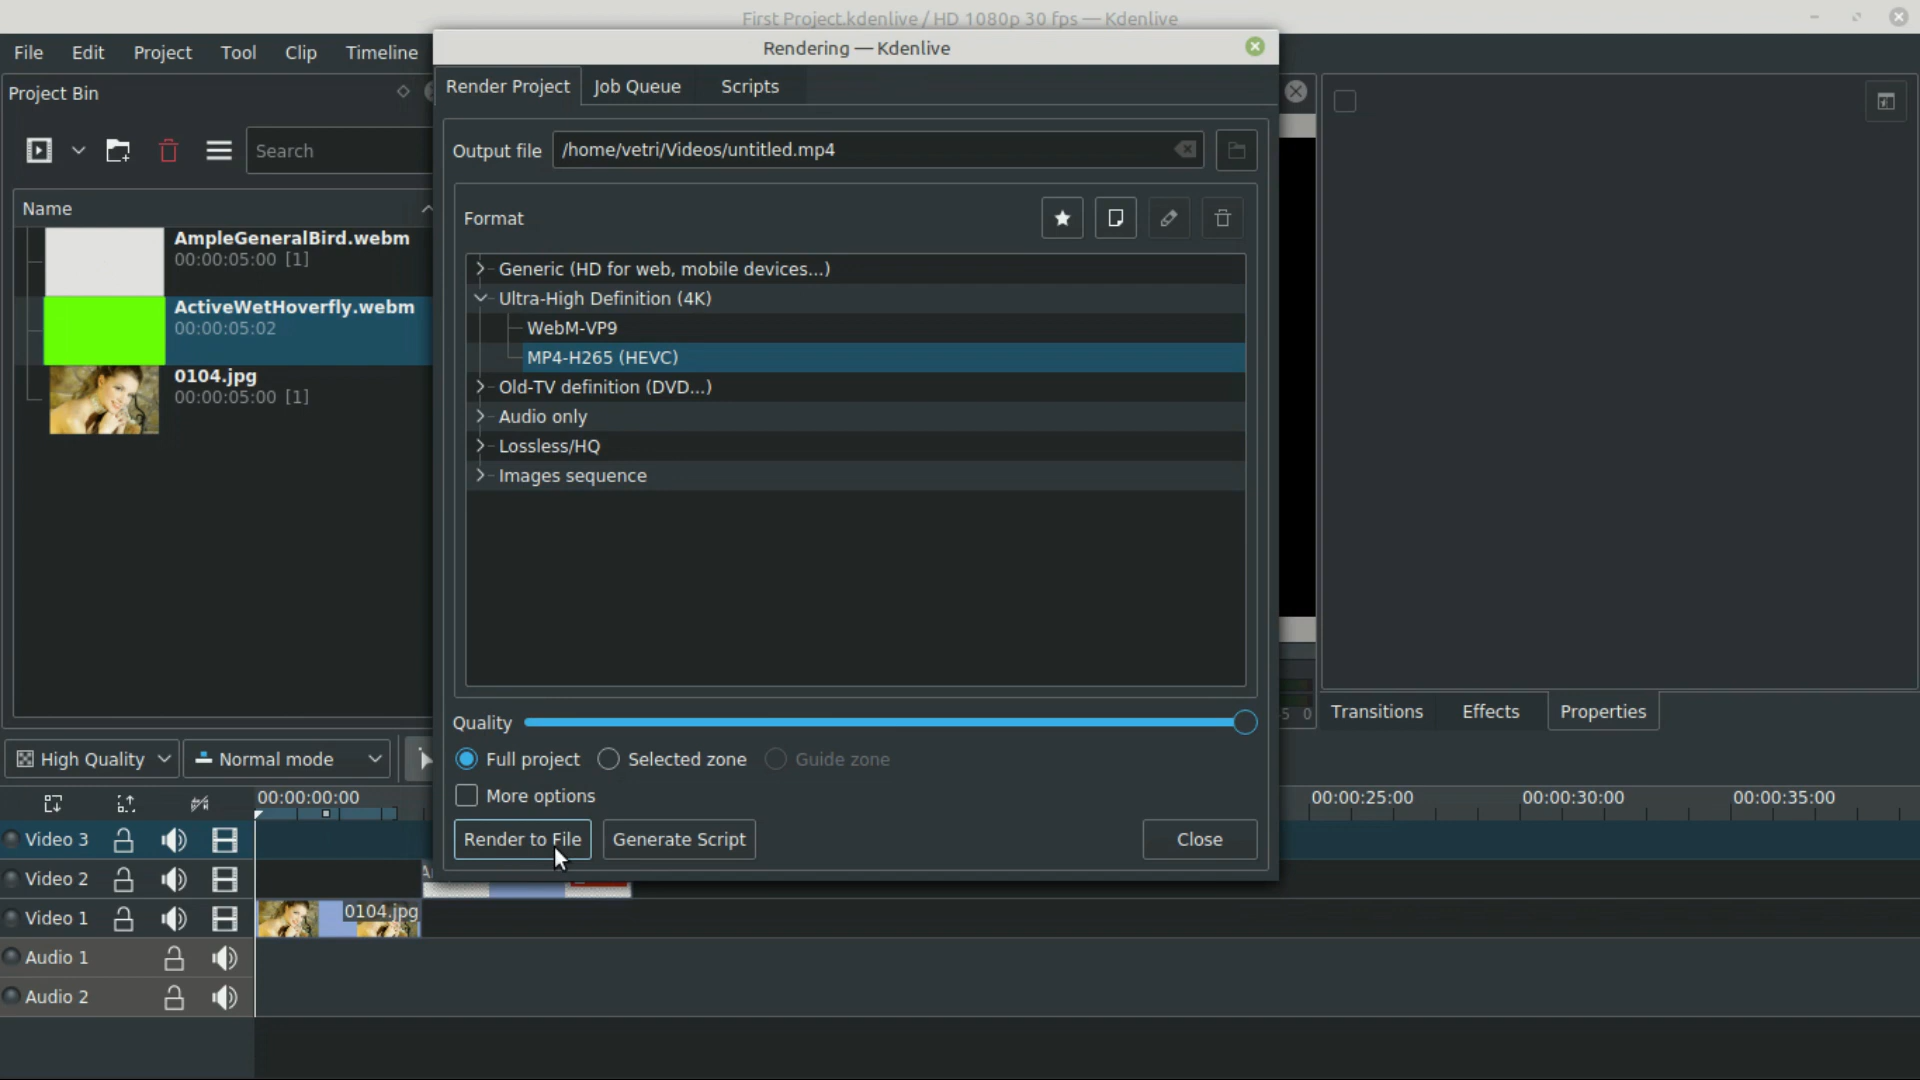 First Project.kdenlive / HD 1080p 30 fps — Kdenlive
File Edit Project Tool Clip Timeline
Rendering — Kdenlive
Render Project Job Queue Scripts
Project Bin
Search
Name
AmpleGeneralBird.webm
00:00:05:00 [1]
ActiveWetHoverfly.webm
00:00:05:02
0104.jpg
00:00:05:00 [1]
Output file /home/vetri/Videos/untitled.mp4
Format
Generic (HD for web, mobile devices...)
Ultra-High Definition (4K)
WebM-VP9
MP4-H265 (HEVC)
Old-TV definition (DVD...)
Audio only
Lossless/HQ
Images sequence
Quality
Full project Selected zone Guide zone
More options
Render to File Generate Script Close
5 0
Transitions Effects Properties
High Quality Normal mode
00:00:00:00 00:00:25:00 00:00:30:00 00:00:35:00
Video 3
Video 2
Video 1 0104.jpg
Audio 1
Audio 2